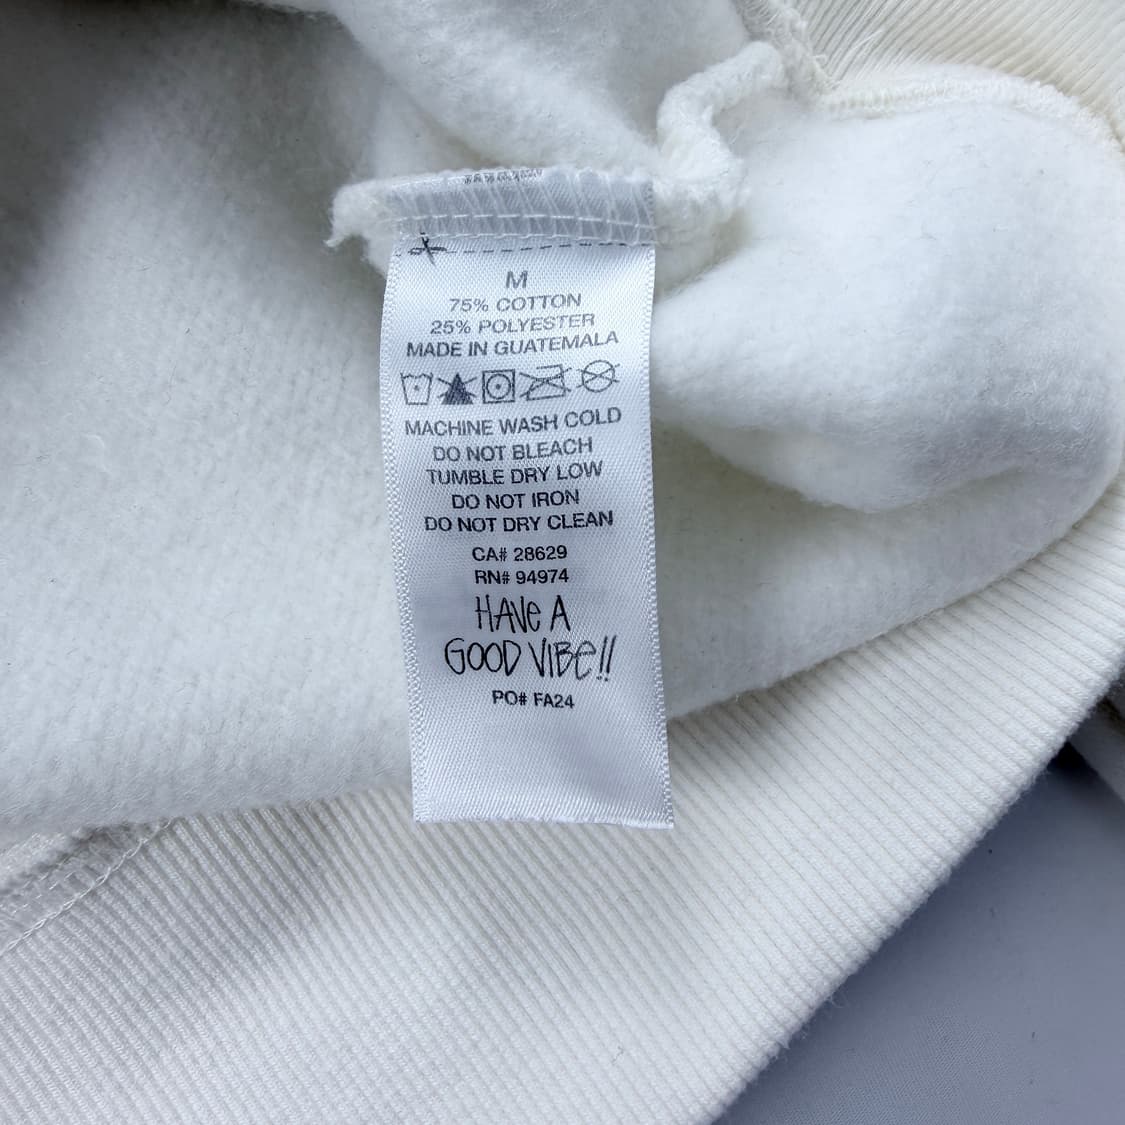 M
75% COTTON
25% POLYESTER
MADE IN GUATEMALA
MACHINE WASH COLD
DO NOT BLEACH
TUMBLE DRY LOW
DO NOT IRON
DO NOT DRY CLEAN
CA# 28629
RN# 94974
HAVE A
GOOD VIBE!!
PO# FA24